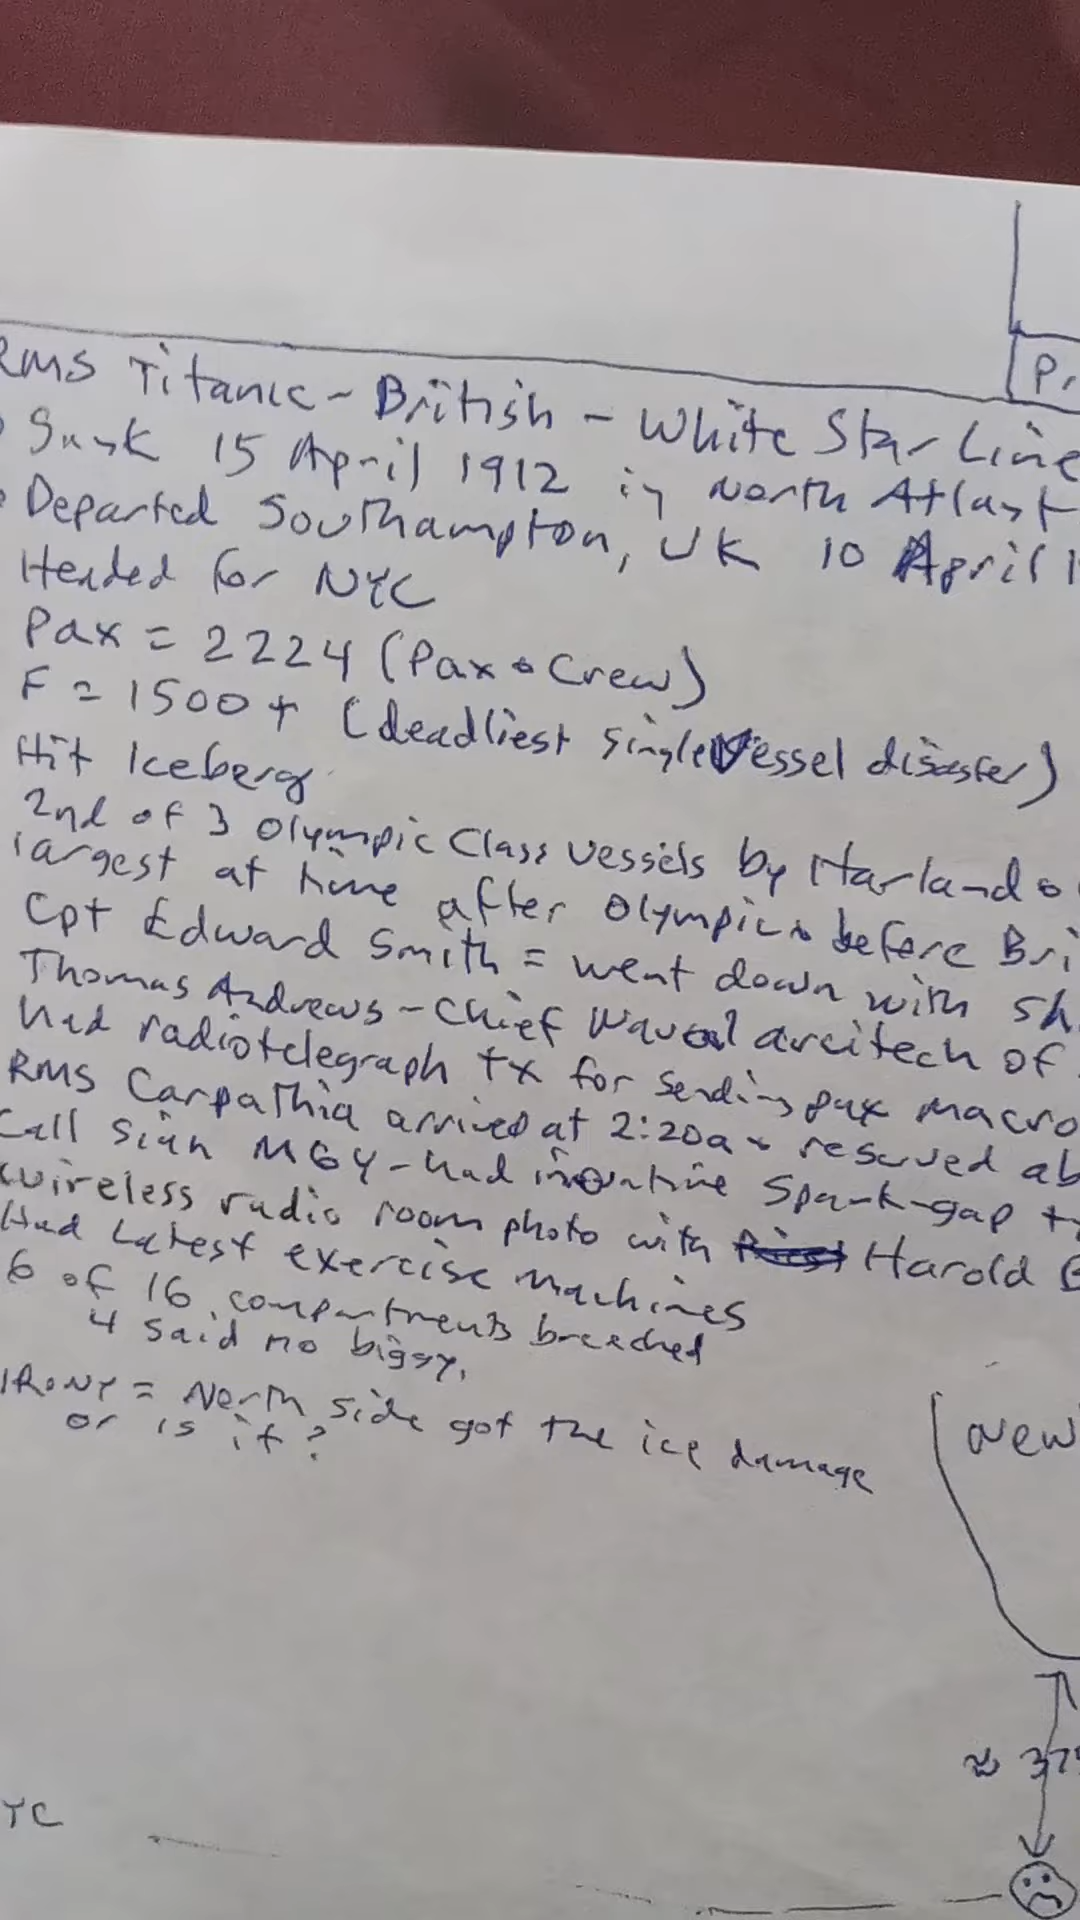 RMS Titanic - British - White Star Line
Sunk 15 April 1912 in North Atlant
Departed Southampton, UK 10 April 1
Headed for NYC
Pax = 2224 (Pax & Crew)
F = 1500+ (deadliest single Vessel disaster)
Hit Iceberg
2nd of 3 Olympic Class vessels by Harland &
largest at time after Olympic & before Bri
Cpt Edward Smith = went down with sh
Thomas Andrews - Chief Naval arcitech of
had radiotelegraph tx for sending pax macro
RMS Carpathia arrived at 2:20a & rescued ab
Call sign MGY - had spark-gap
wireless radio room photo with Harold
Had Latest exercise machines
6 of 16 compartments breeched
4 said no biggy.
IRONY = North side got the ice damage
or is it?
Pr
New
≈ 375
YC